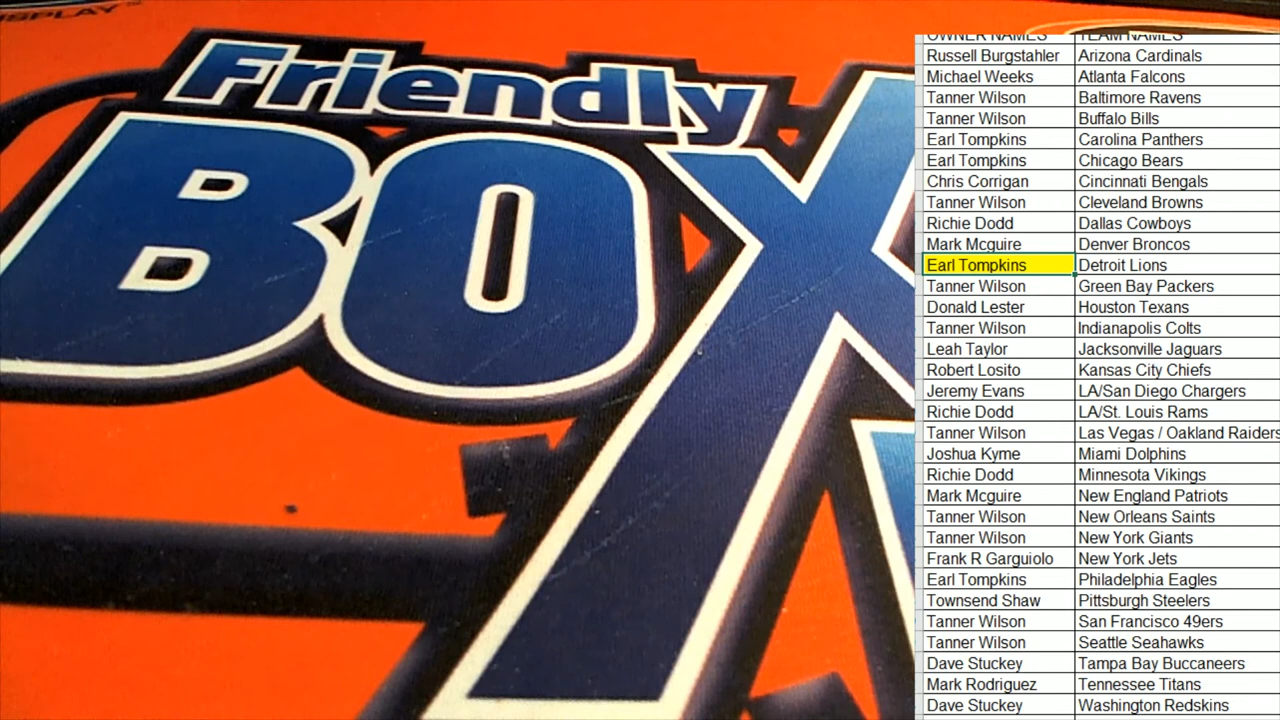 DISPLAY™
Friendly
BOX
OWNER NAMES TEAM NAMES
Russell Burgstahler Arizona Cardinals
Michael Weeks Atlanta Falcons
Tanner Wilson Baltimore Ravens
Tanner Wilson Buffalo Bills
Earl Tompkins Carolina Panthers
Earl Tompkins Chicago Bears
Chris Corrigan Cincinnati Bengals
Tanner Wilson Cleveland Browns
Richie Dodd Dallas Cowboys
Mark Mcguire Denver Broncos
Earl Tompkins Detroit Lions
Tanner Wilson Green Bay Packers
Donald Lester Houston Texans
Tanner Wilson Indianapolis Colts
Leah Taylor Jacksonville Jaguars
Robert Losito Kansas City Chiefs
Jeremy Evans LA/San Diego Chargers
Richie Dodd LA/St. Louis Rams
Tanner Wilson Las Vegas / Oakland Raiders
Joshua Kyme Miami Dolphins
Richie Dodd Minnesota Vikings
Mark Mcguire New England Patriots
Tanner Wilson New Orleans Saints
Tanner Wilson New York Giants
Frank R Garguiolo New York Jets
Earl Tompkins Philadelphia Eagles
Townsend Shaw Pittsburgh Steelers
Tanner Wilson San Francisco 49ers
Tanner Wilson Seattle Seahawks
Dave Stuckey Tampa Bay Buccaneers
Mark Rodriguez Tennessee Titans
Dave Stuckey Washington Redskins